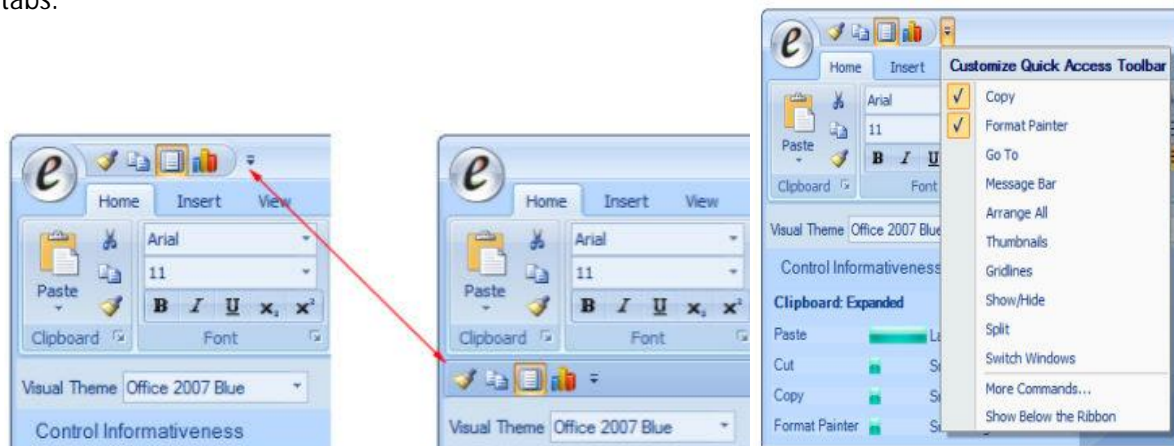 tabs.
e
Home Insert View
Paste
Arial
11
B I U x₂ x²
Clipboard Font
Visual Theme Office 2007 Blue
Control Informativeness
e
Home Insert View
Paste
Arial
11
B I U x₂ x²
Clipboard Font
Visual Theme Office 2007 Blue
e
Home Insert
Paste
Arial
11
B I U
Clipboard Font
Visual Theme Office 2007 Blue
Control Informativeness
Clipboard: Expanded
Paste
Cut
Copy
Format Painter
Customize Quick Access Toolbar
Copy
Format Painter
Go To
Message Bar
Arrange All
Thumbnails
Gridlines
Show/Hide
Split
Switch Windows
More Commands...
Show Below the Ribbon